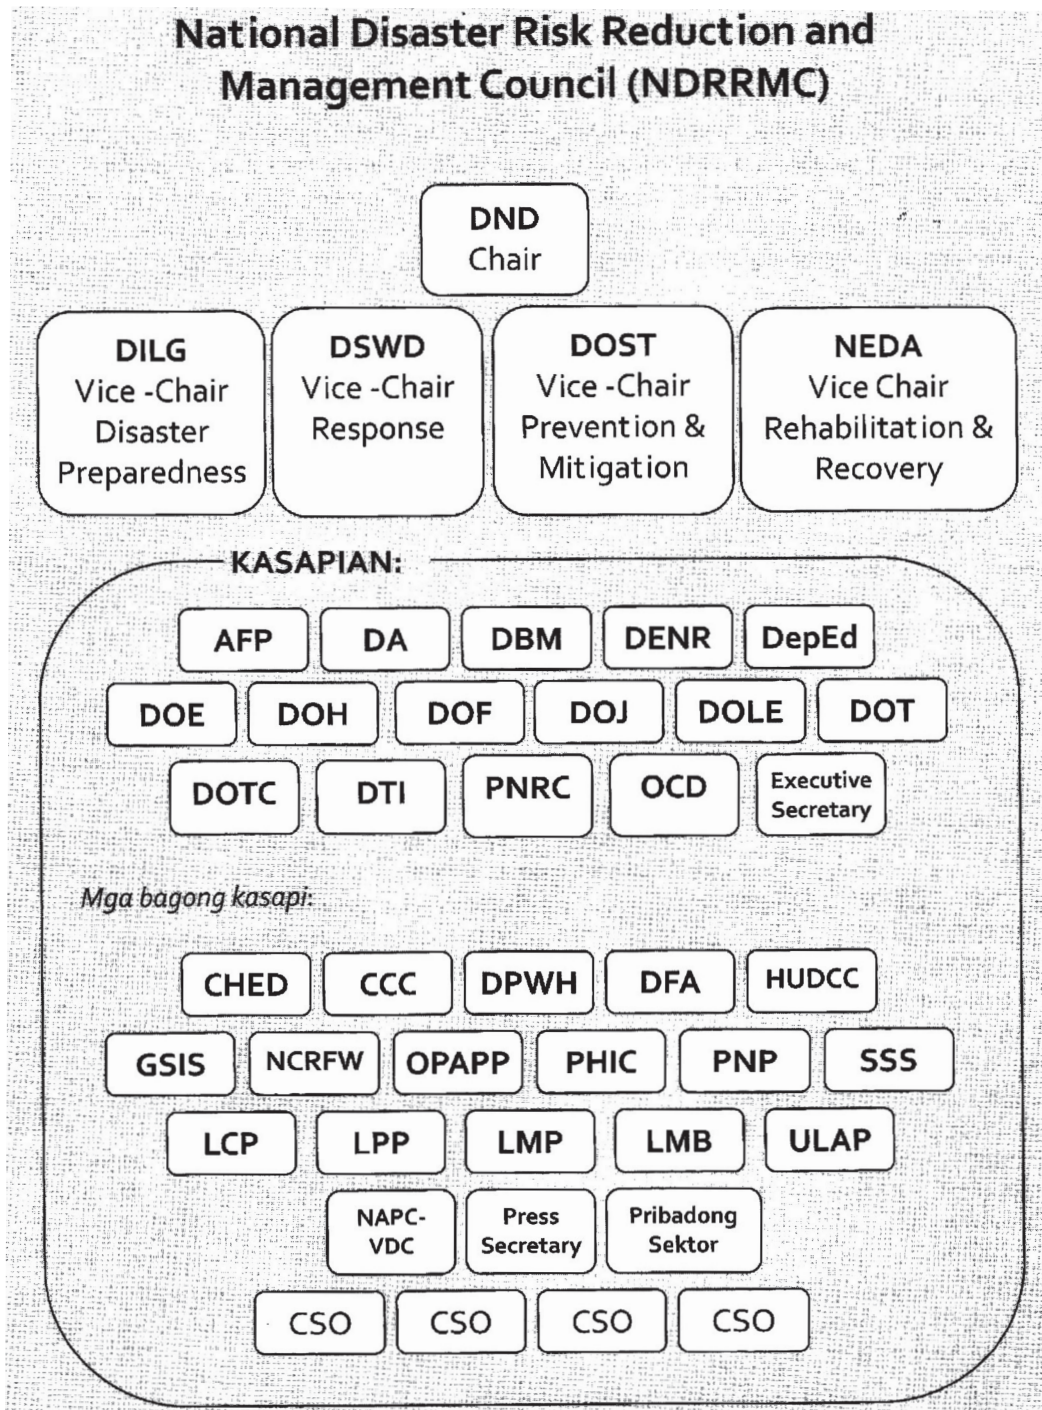 National Disaster Risk Reduction and
Management Council (NDRRMC)
DND
Chair
DILG
Vice -Chair
Disaster
Preparedness
DSWD
Vice -Chair
Response
DOST
Vice -Chair
Prevention &
Mitigation
NEDA
Vice Chair
Rehabilitation &
Recovery
KASAPIAN:
AFP DA DBM DENR DepEd
DOE DOH DOF DOJ DOLE DOT
DOTC DTI PNRC OCD Executive
Secretary
Mga bagong kasapi:
CHED CCC DPWH DFA HUDCC
GSIS NCRFW OPAPP PHIC PNP SSS
LCP LPP LMP LMB ULAP
NAPC-
VDC
Press
Secretary
Pribadong
Sektor
CSO CSO CSO CSO